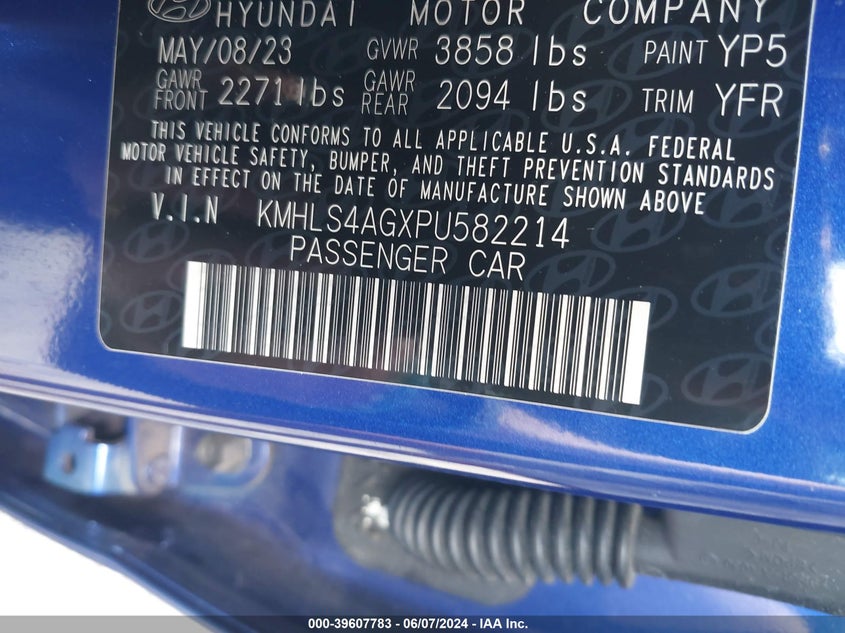 HYUNDAI MOTOR COMPANY
MAY/08/23 GVWR 3858 lbs PAINT YP5
GAWR FRONT 2271 lbs GAWR REAR 2094 lbs TRIM YFR
THIS VEHICLE CONFORMS TO ALL APPLICABLE U.S.A. FEDERAL
MOTOR VEHICLE SAFETY, BUMPER, AND THEFT PREVENTION STANDARDS
IN EFFECT ON THE DATE OF MANUFACTURE SHOWN ABOVE
V.I.N KMHLS4AGXPU582214
PASSENGER CAR
000-39607783 - 06/07/2024 - IAA Inc.